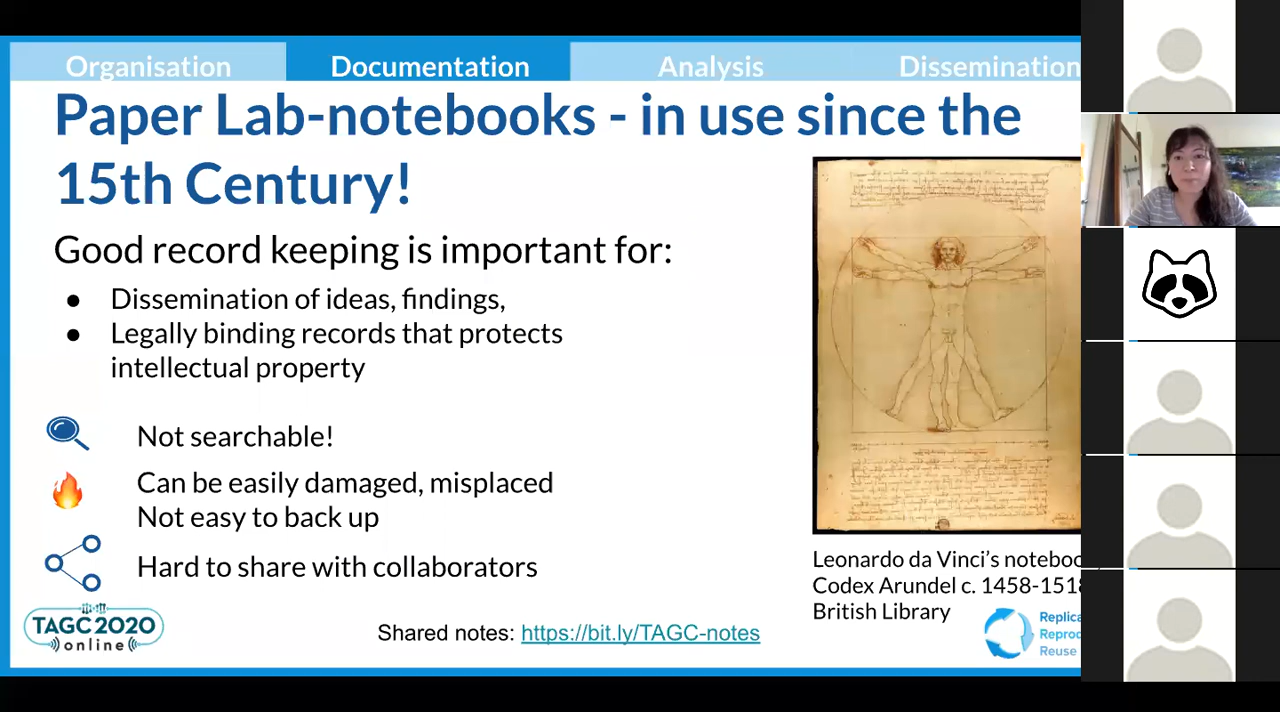 Organisation Documentation Analysis Dissemination
Paper Lab-notebooks - in use since the
15th Century!
Good record keeping is important for:
● Dissemination of ideas, findings,
● Legally binding records that protects
intellectual property
Not searchable!
Can be easily damaged, misplaced
Not easy to back up
Hard to share with collaborators
Leonardo da Vinci's
Codex Arundel c. 1458-1518
British Library
TAGC 2020
online
Shared notes: https://bit.ly/TAGC-notes
Reuse